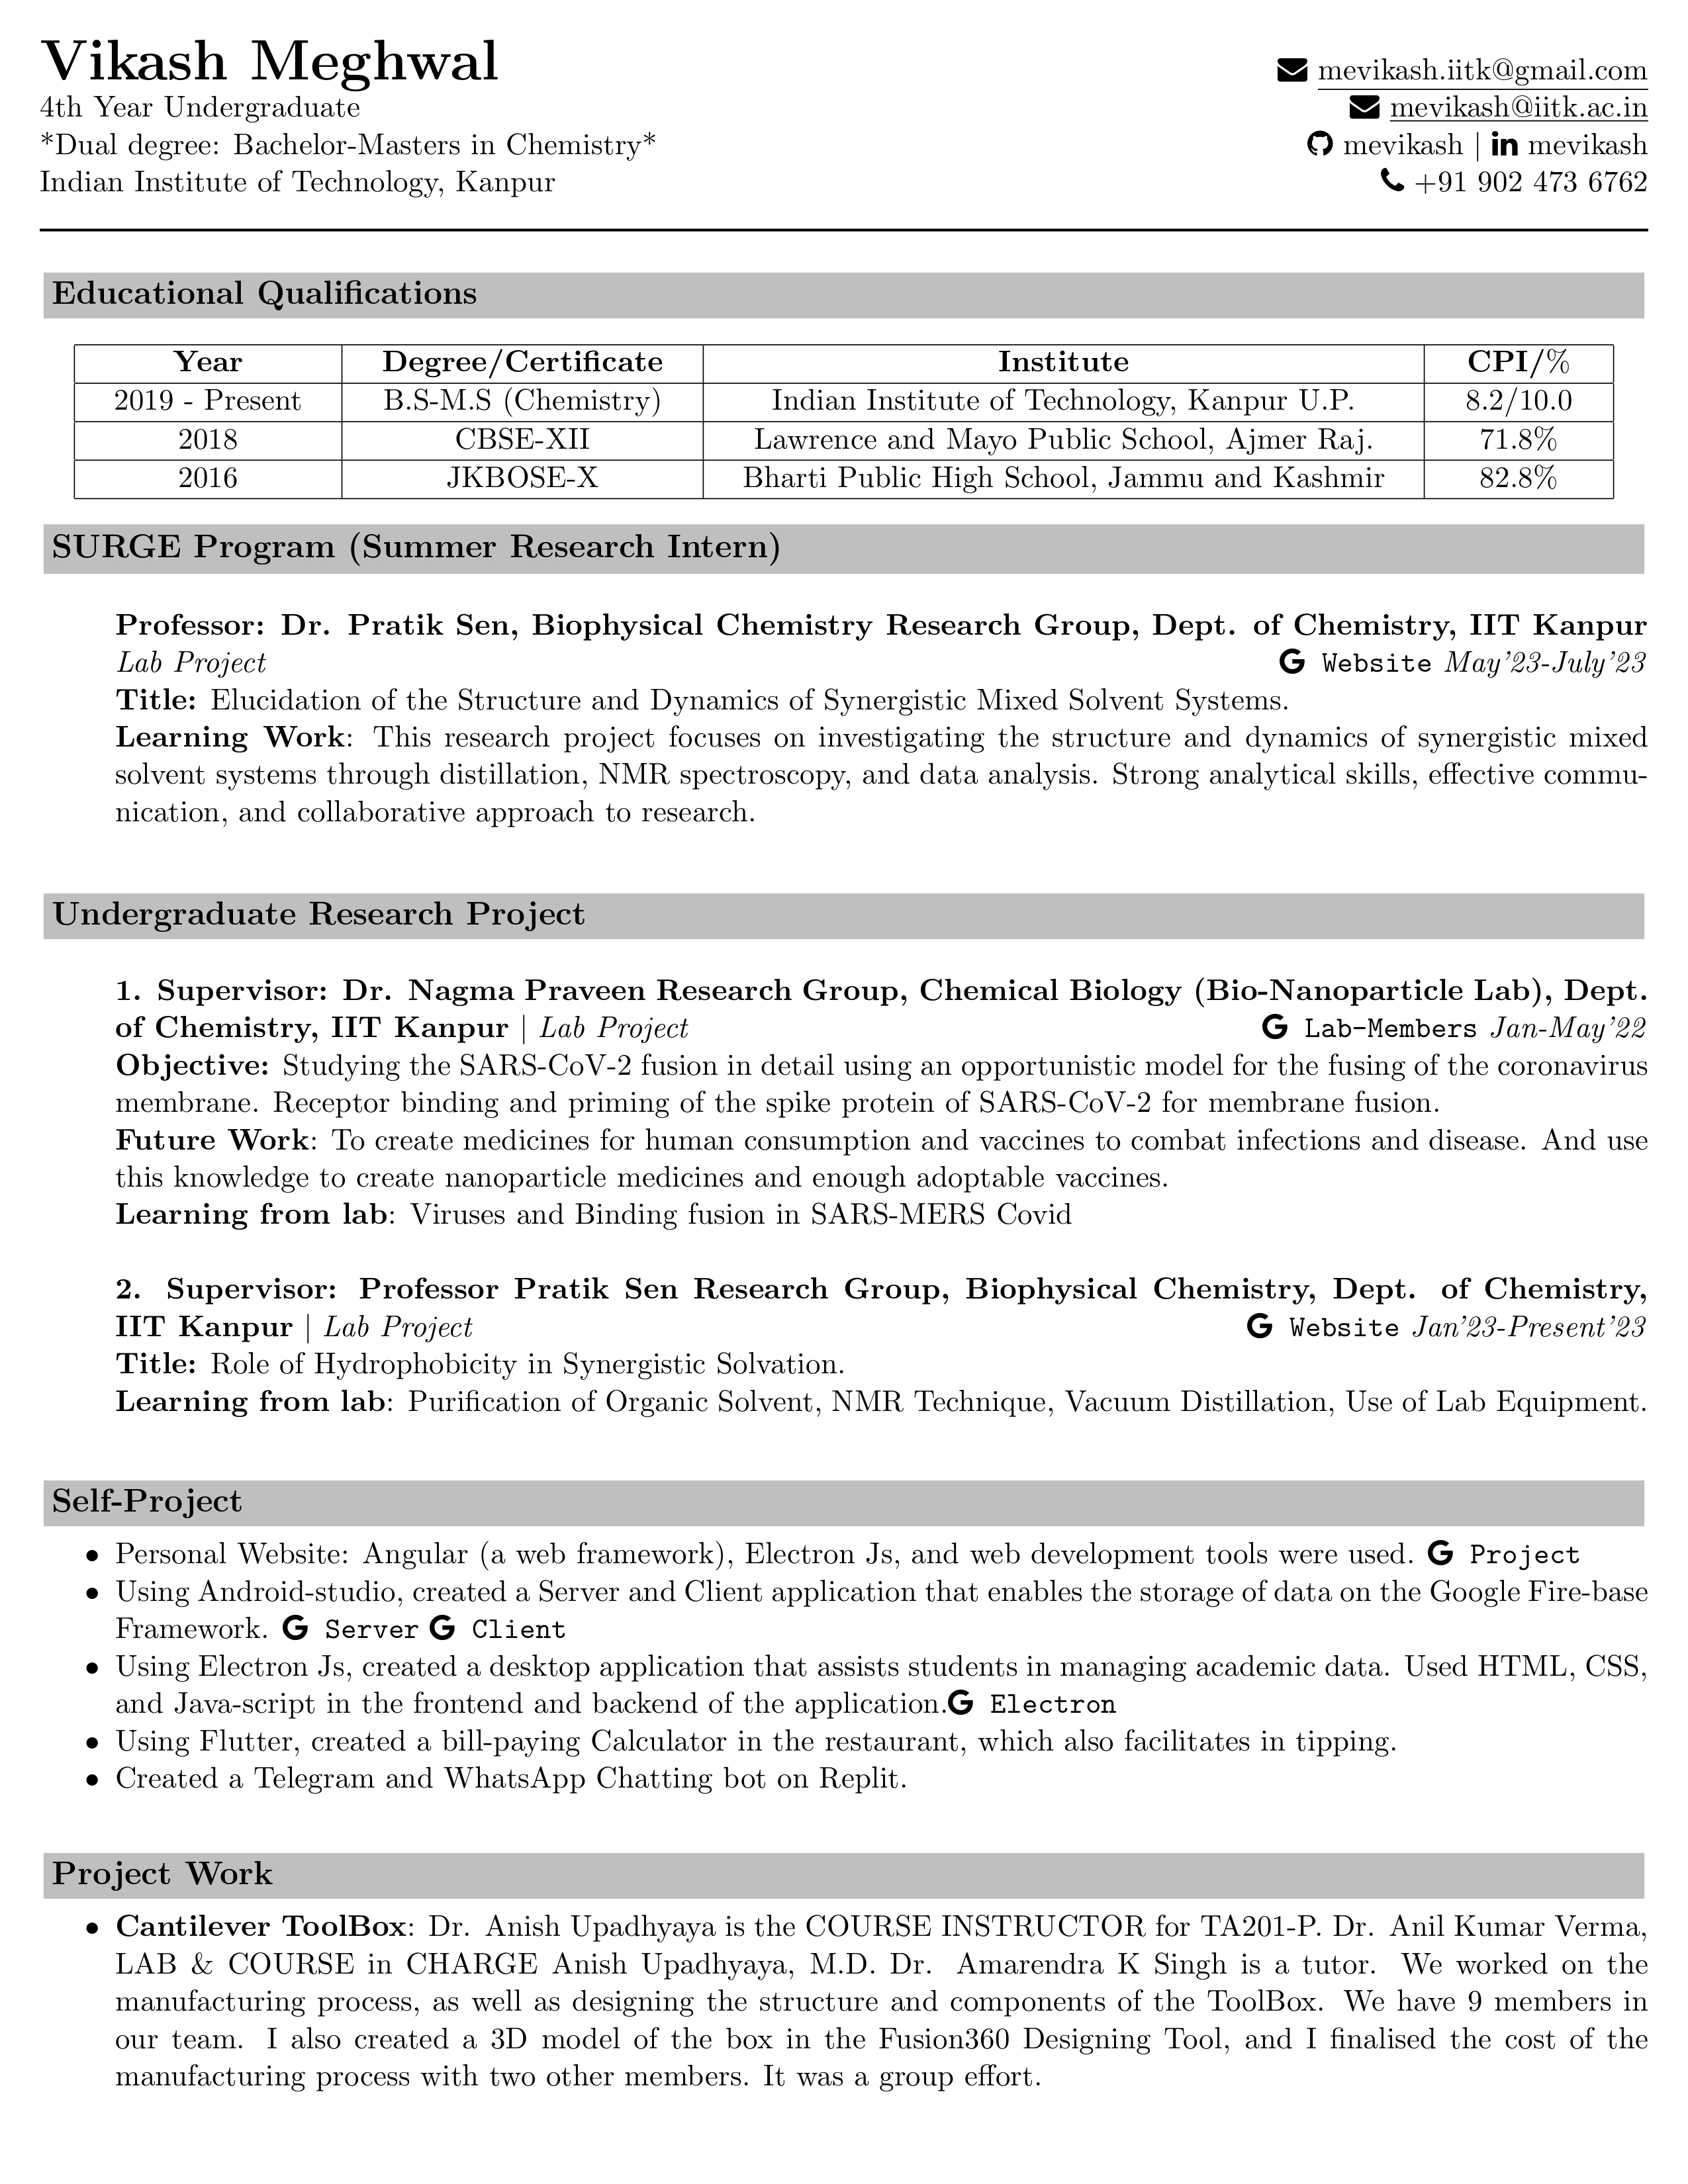 Vikash Meghwal
4th Year Undergraduate
*Dual degree: Bachelor-Masters in Chemistry*
Indian Institute of Technology, Kanpur
mevikash.iitk@gmail.com
mevikash@iitk.ac.in
mevikash | in mevikash
+91 902 473 6762
Educational Qualifications
Year Degree/Certificate Institute CPI/%
2019 - Present B.S-M.S (Chemistry) Indian Institute of Technology, Kanpur U.P. 8.2/10.0
2018 CBSE-XII Lawrence and Mayo Public School, Ajmer Raj. 71.8%
2016 JKBOSE-X Bharti Public High School, Jammu and Kashmir 82.8%
SURGE Program (Summer Research Intern)
Professor: Dr. Pratik Sen, Biophysical Chemistry Research Group, Dept. of Chemistry, IIT Kanpur
Lab Project G Website May'23-July'23
Title: Elucidation of the Structure and Dynamics of Synergistic Mixed Solvent Systems.
Learning Work: This research project focuses on investigating the structure and dynamics of synergistic mixed
solvent systems through distillation, NMR spectroscopy, and data analysis. Strong analytical skills, effective commu-
nication, and collaborative approach to research.
Undergraduate Research Project
1. Supervisor: Dr. Nagma Praveen Research Group, Chemical Biology (Bio-Nanoparticle Lab), Dept.
of Chemistry, IIT Kanpur | Lab Project G Lab-Members Jan-May'22
Objective: Studying the SARS-CoV-2 fusion in detail using an opportunistic model for the fusing of the coronavirus
membrane. Receptor binding and priming of the spike protein of SARS-CoV-2 for membrane fusion.
Future Work: To create medicines for human consumption and vaccines to combat infections and disease. And use
this knowledge to create nanoparticle medicines and enough adoptable vaccines.
Learning from lab: Viruses and Binding fusion in SARS-MERS Covid
2. Supervisor: Professor Pratik Sen Research Group, Biophysical Chemistry, Dept. of Chemistry,
IIT Kanpur | Lab Project G Website Jan'23-Present'23
Title: Role of Hydrophobicity in Synergistic Solvation.
Learning from lab: Purification of Organic Solvent, NMR Technique, Vacuum Distillation, Use of Lab Equipment.
Self-Project
• Personal Website: Angular (a web framework), Electron Js, and web development tools were used. G Project
• Using Android-studio, created a Server and Client application that enables the storage of data on the Google Fire-base
Framework. G Server G Client
• Using Electron Js, created a desktop application that assists students in managing academic data. Used HTML, CSS,
and Java-script in the frontend and backend of the application.G Electron
• Using Flutter, created a bill-paying Calculator in the restaurant, which also facilitates in tipping.
• Created a Telegram and WhatsApp Chatting bot on Replit.
Project Work
• Cantilever ToolBox: Dr. Anish Upadhyaya is the COURSE INSTRUCTOR for TA201-P. Dr. Anil Kumar Verma,
LAB & COURSE in CHARGE Anish Upadhyaya, M.D. Dr. Amarendra K Singh is a tutor. We worked on the
manufacturing process, as well as designing the structure and components of the ToolBox. We have 9 members in
our team. I also created a 3D model of the box in the Fusion360 Designing Tool, and I finalised the cost of the
manufacturing process with two other members. It was a group effort.